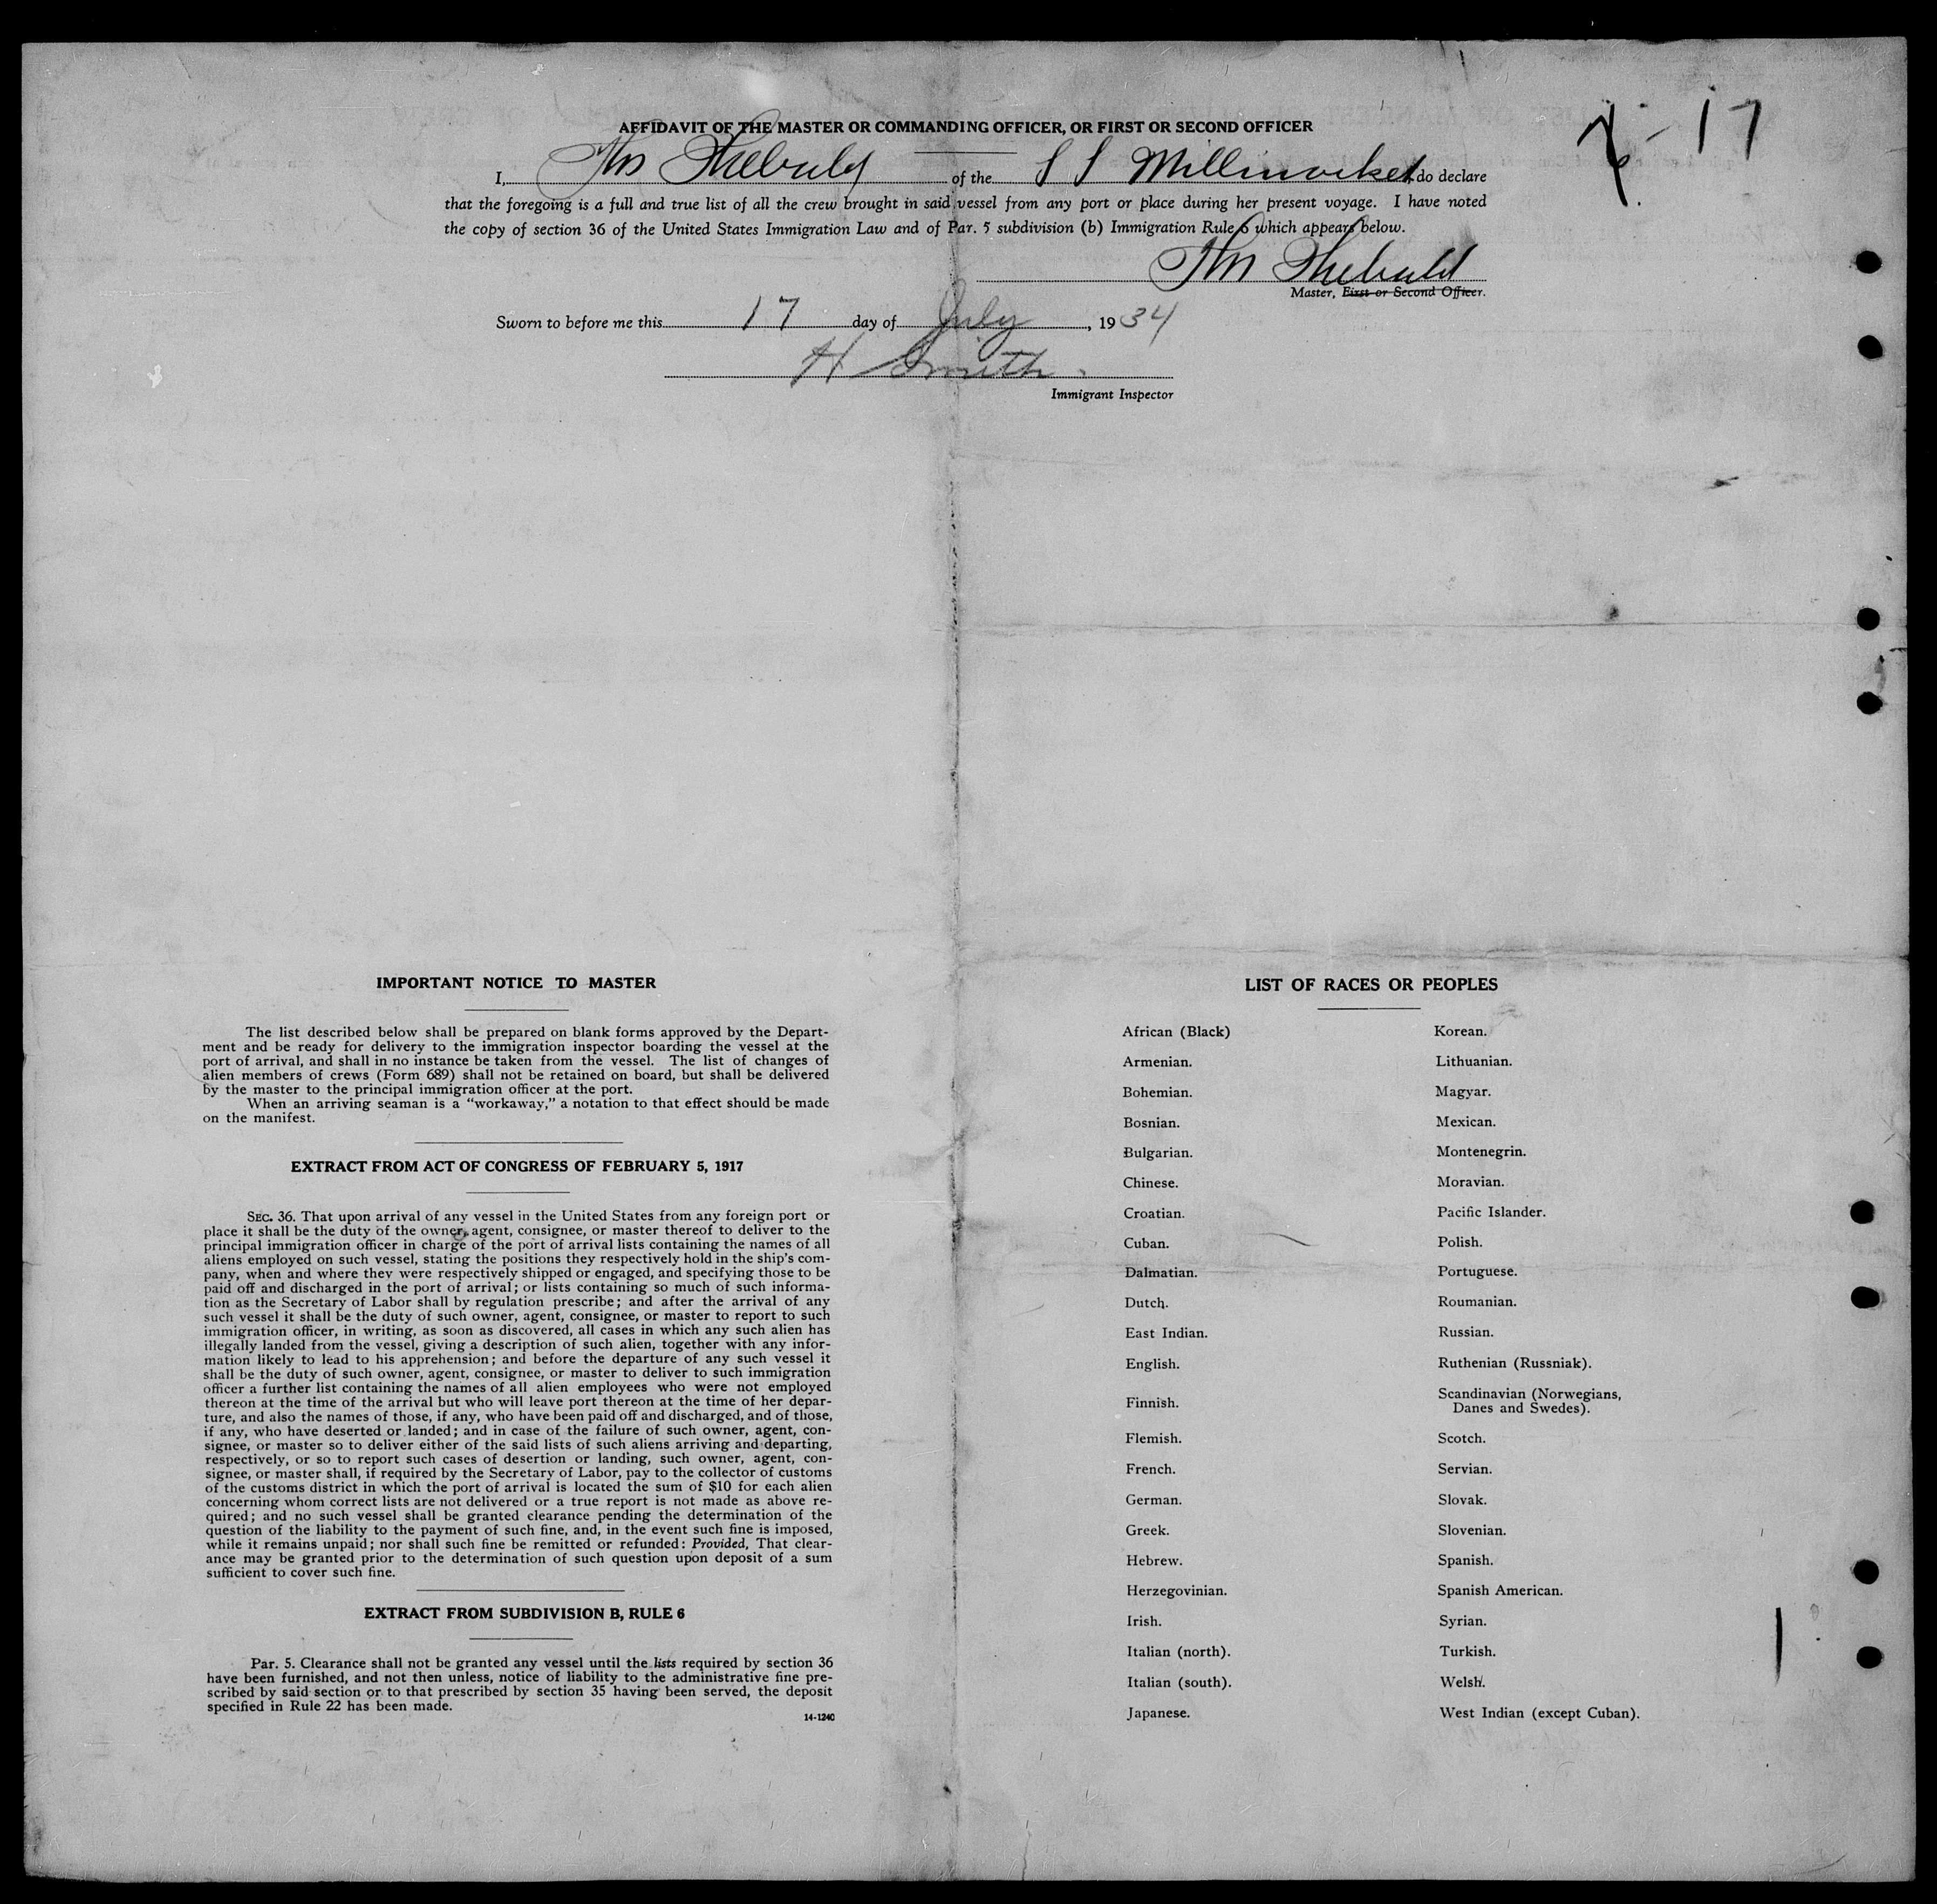 AFFIDAVIT OF THE MASTER OR COMMANDING OFFICER, OR FIRST OR SECOND OFFICER
I, Thos of the S S Millinocket, do declare
that the foregoing is a full and true list of all the crew brought in said vessel from any port or place during her present voyage. I have noted
the copy of section 36 of the United States Immigration Law and of Par. 5 subdivision (b) Immigration Rule 6 which appears below.
Thos
Master, First or Second Officer.
Sworn to before me this 17 day of July, 1934
H Smith.
Immigrant Inspector
- 17
IMPORTANT NOTICE TO MASTER
The list described below shall be prepared on blank forms approved by the Depart-
ment and be ready for delivery to the immigration inspector boarding the vessel at the
port of arrival, and shall in no instance be taken from the vessel. The list of changes of
alien members of crews (Form 689) shall not be retained on board, but shall be delivered
by the master to the principal immigration officer at the port.
When an arriving seaman is a “workaway,” a notation to that effect should be made
on the manifest.
EXTRACT FROM ACT OF CONGRESS OF FEBRUARY 5, 1917
SEC. 36. That upon arrival of any vessel in the United States from any foreign port or
place it shall be the duty of the owner, agent, consignee, or master thereof to deliver to the
principal immigration officer in charge of the port of arrival lists containing the names of all
aliens employed on such vessel, stating the positions they respectively hold in the ship's com-
pany, when and where they were respectively shipped or engaged, and specifying those to be
paid off and discharged in the port of arrival; or lists containing so much of such informa-
tion as the Secretary of Labor shall by regulation prescribe; and after the arrival of any
such vessel it shall be the duty of such owner, agent, consignee, or master to report to such
immigration officer, in writing, as soon as discovered, all cases in which any such alien has
illegally landed from the vessel, giving a description of such alien, together with any infor-
mation likely to lead to his apprehension; and before the departure of any such vessel it
shall be the duty of such owner, agent, consignee, or master to deliver to such immigration
officer a further list containing the names of all alien employees who were not employed
thereon at the time of the arrival but who will leave port thereon at the time of her depar-
ture, and also the names of those, if any, who have been paid off and discharged, and of those,
if any, who have deserted or landed; and in case of the failure of such owner, agent, con-
signee, or master so to deliver either of the said lists of such aliens arriving and departing,
respectively, or so to report such cases of desertion or landing, such owner, agent, con-
signee, or master shall, if required by the Secretary of Labor, pay to the collector of customs
of the customs district in which the port of arrival is located the sum of $10 for each alien
concerning whom correct lists are not delivered or a true report is not made as above re-
quired; and no such vessel shall be granted clearance pending the determination of the
question of the liability to the payment of such fine, and, in the event such fine is imposed,
while it remains unpaid; nor shall such fine be remitted or refunded: Provided, That clear-
ance may be granted prior to the determination of such question upon deposit of a sum
sufficient to cover such fine.
EXTRACT FROM SUBDIVISION B, RULE 6
Par. 5. Clearance shall not be granted any vessel until the lists required by section 36
have been furnished, and not then unless, notice of liability to the administrative fine pre-
scribed by said section or to that prescribed by section 35 having been served, the deposit
specified in Rule 22 has been made.
14-1240
LIST OF RACES OR PEOPLES
African (Black)
Armenian.
Bohemian.
Bosnian.
Bulgarian.
Chinese.
Croatian.
Cuban.
Dalmatian.
Dutch.
East Indian.
English.
Finnish.
Flemish.
French.
German.
Greek.
Hebrew.
Herzegovinian.
Irish.
Italian (north).
Italian (south).
Japanese.
Korean.
Lithuanian.
Magyar.
Mexican.
Montenegrin.
Moravian.
Pacific Islander.
Polish.
Portuguese.
Roumanian.
Russian.
Ruthenian (Russniak).
Scandinavian (Norwegians,
Danes and Swedes).
Scotch.
Servian.
Slovak.
Slovenian.
Spanish.
Spanish American.
Syrian.
Turkish.
Welsh.
West Indian (except Cuban).